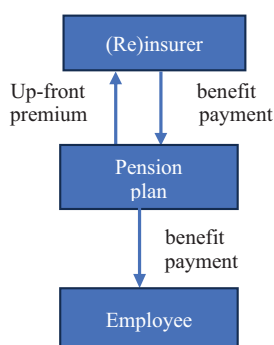 (Re)insurer
Up-front
premium
benefit
payment
Pension
plan
benefit
payment
Employee